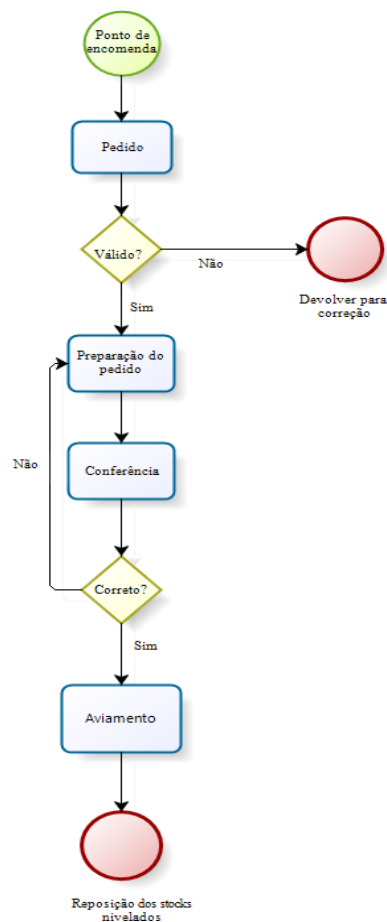 Ponto de
encomenda
Pedido
Válido?
Não
Devolver para
correção
Sim
Preparação do
pedido
Não
Conferência
Correto?
Sim
Aviamento
Reposição dos stocks
nivelados